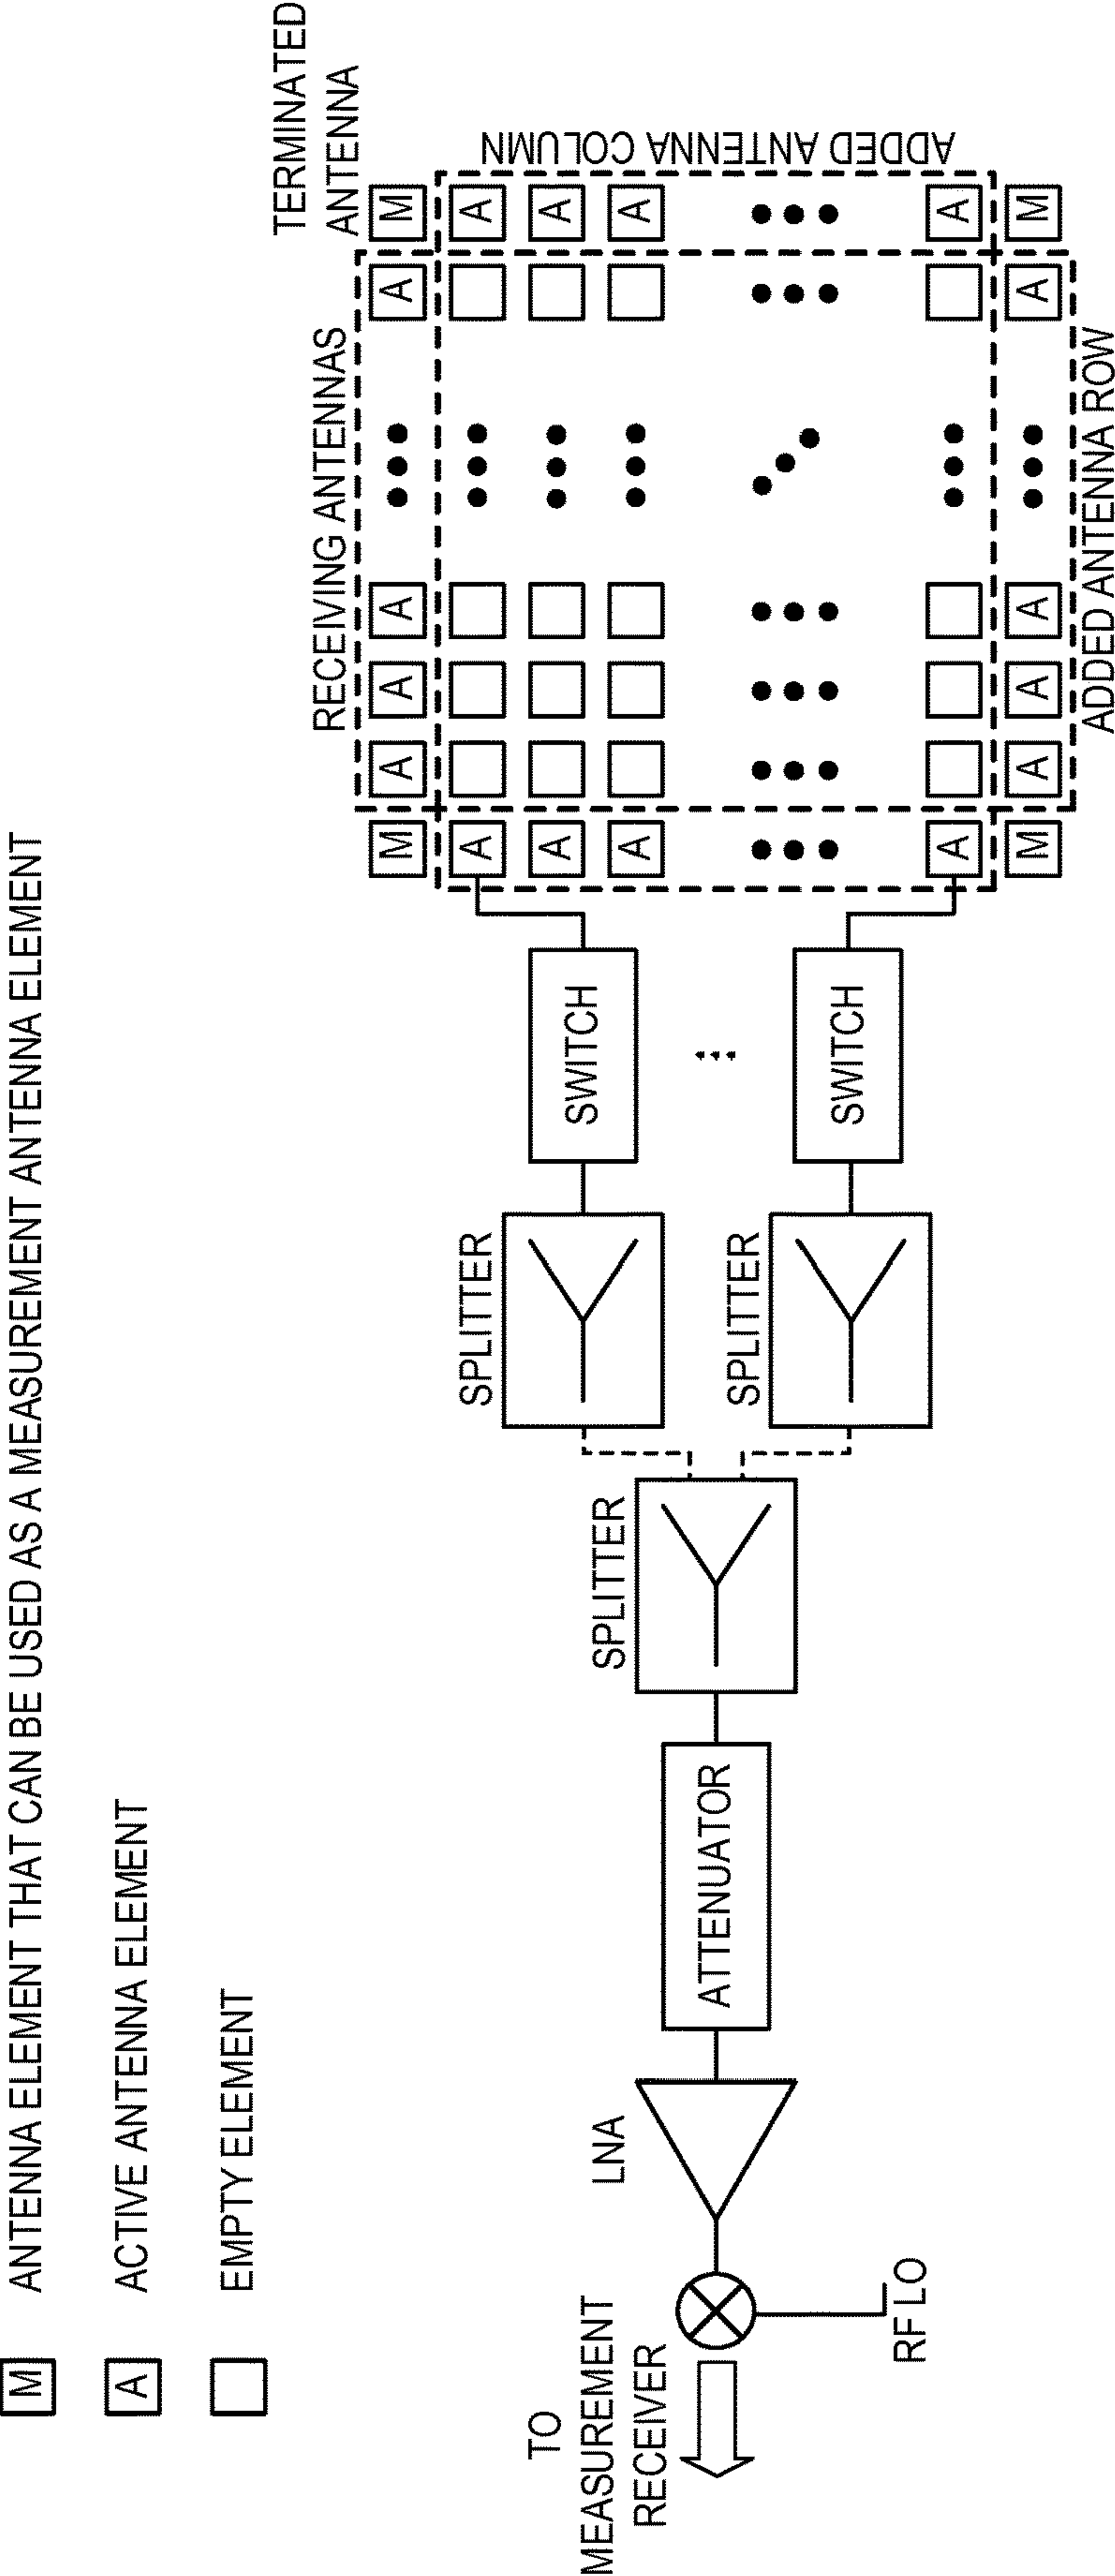 M ANTENNA ELEMENT THAT CAN BE USED AS A MEASUREMENT ANTENNA ELEMENT
A ACTIVE ANTENNA ELEMENT
EMPTY ELEMENT
TERMINATED
ANTENNA
RECEIVING ANTENNAS
M A A A A M
A A
A A
A A
ADDED ANTENNA COLUMN
A A
M A A A A M
ADDED ANTENNA ROW
SWITCH
SWITCH
SPLITTER
SPLITTER
SPLITTER
ATTENUATOR
LNA
TO
MEASUREMENT
RECEIVER
RF LO